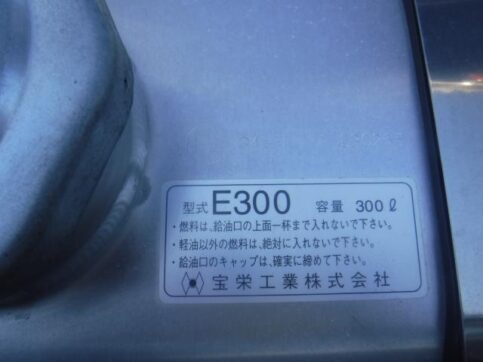 型式 E300 容量 300ℓ
・燃料は、給油口の上面一杯まで入れないで下さい。
・軽油以外の燃料は、絶対に入れないで下さい。
・給油口のキャップは、確実に締めて下さい。
宝栄工業株式会社